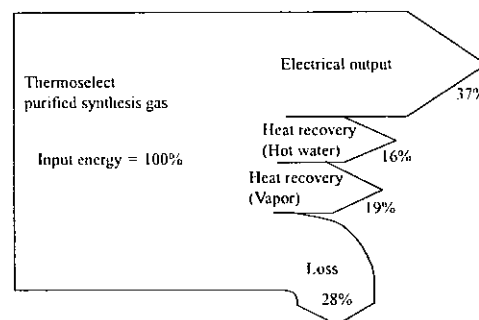 Thermoselect
purified synthesis gas
Input energy = 100%
Electrical output
37%
Heat recovery
(Hot water)
16%
Heat recovery
(Vapor)
19%
Loss
28%